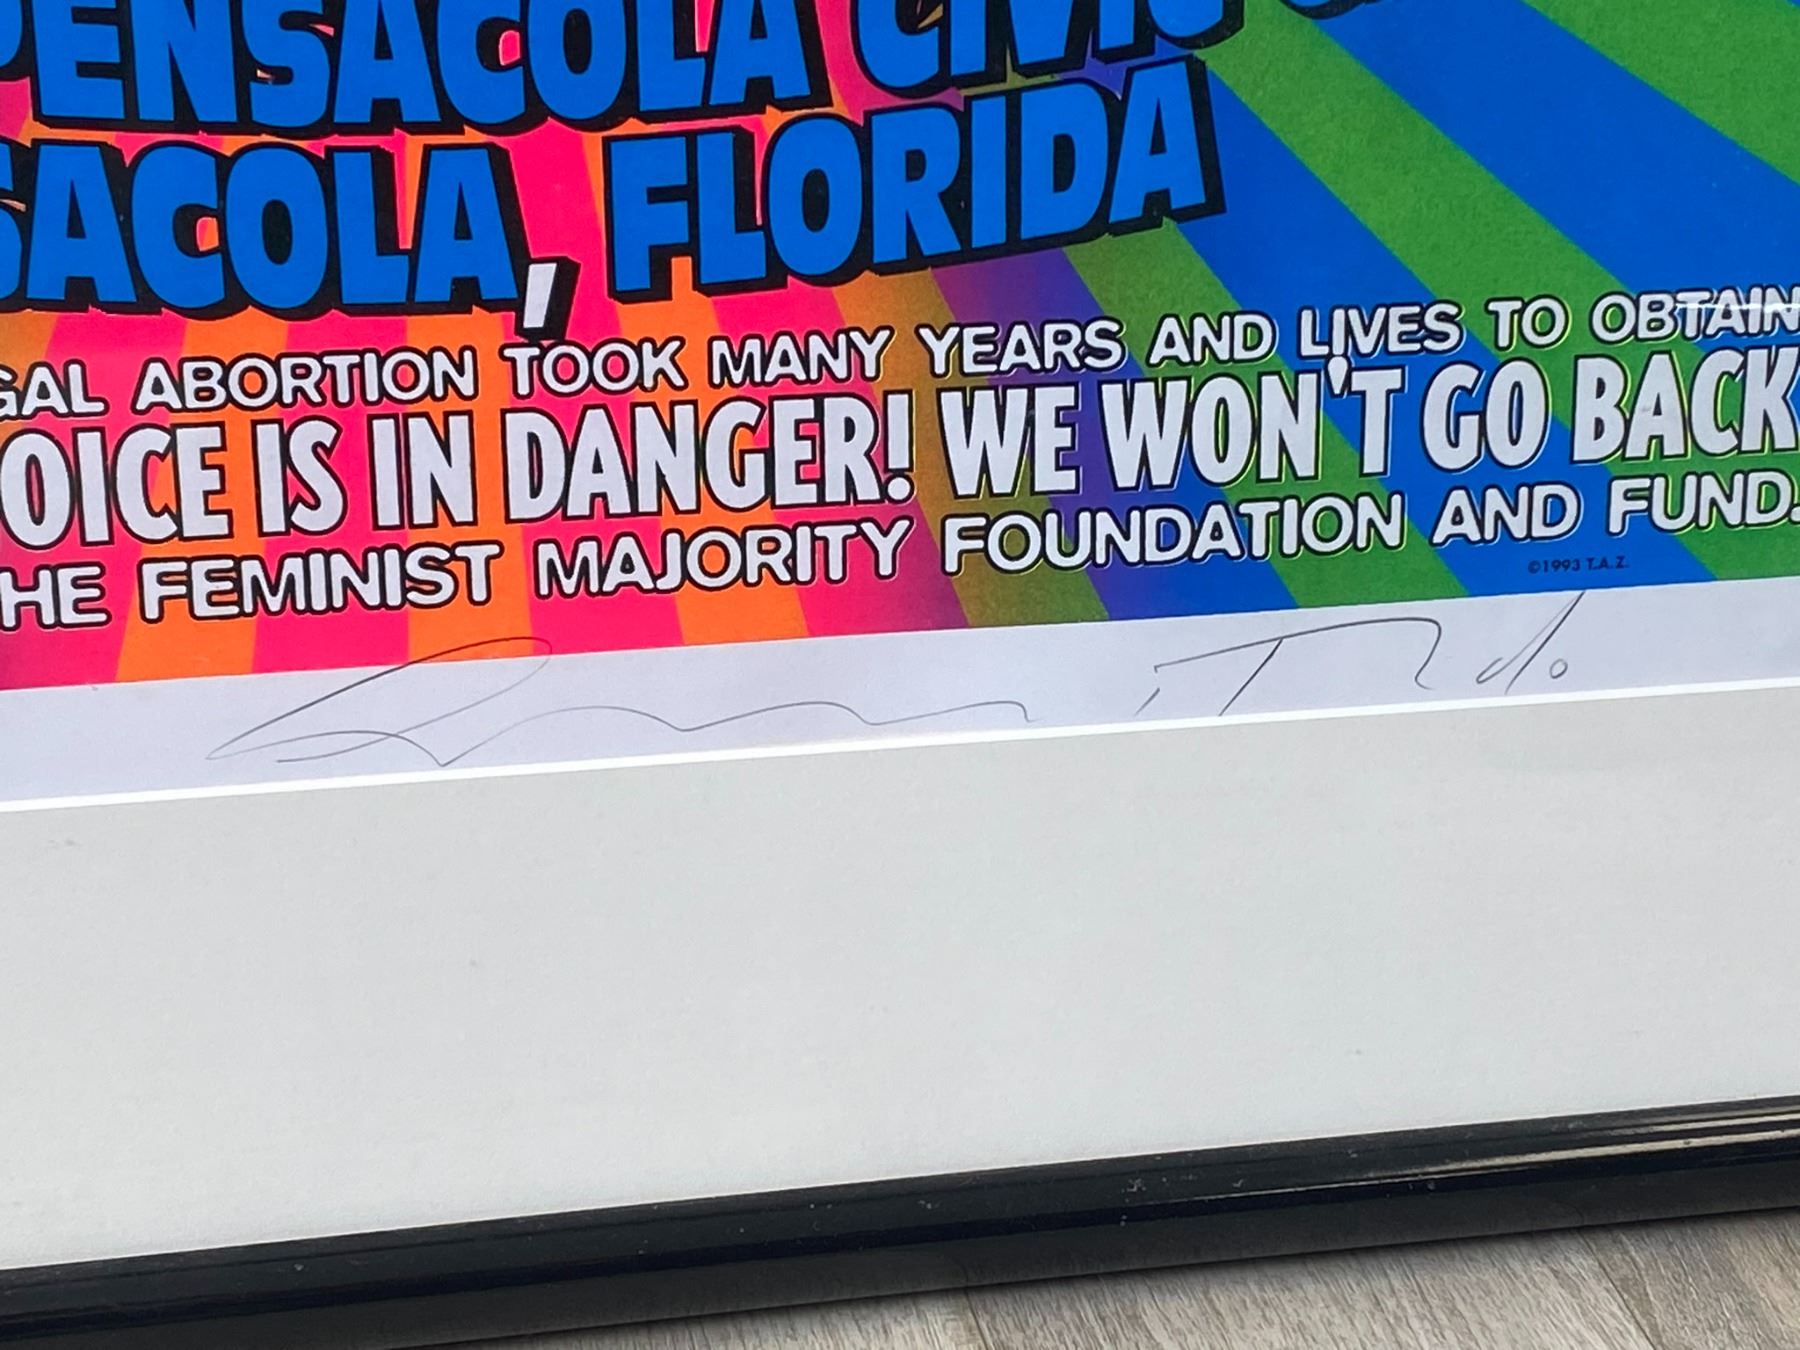 PENSACOLA CIVIC
SACOLA, FLORIDA
GAL ABORTION TOOK MANY YEARS AND LIVES TO OBTAIN
OICE IS IN DANGER! WE WON'T GO BACK
HE FEMINIST MAJORITY FOUNDATION AND FUND.
©1993 T.A.Z.